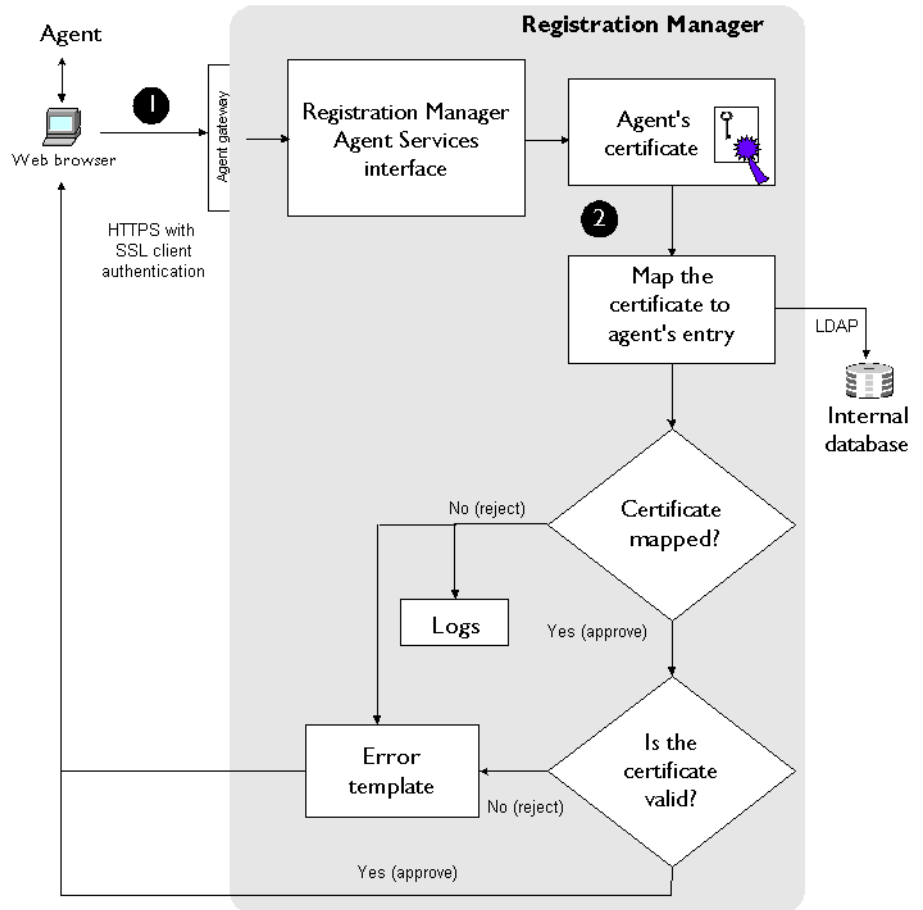 Registration Manager
Agent
1
Web browser
Agent gateway
Registration Manager
Agent Services
interface
Agent's
certificate
HTTPS with
SSL client
authentication
2
Map the
certificate to
agent's entry
LDAP
Internal
database
Certificate
mapped?
No (reject)
Logs
Yes (approve)
Is the
certificate
valid?
Error
template
No (reject)
Yes (approve)